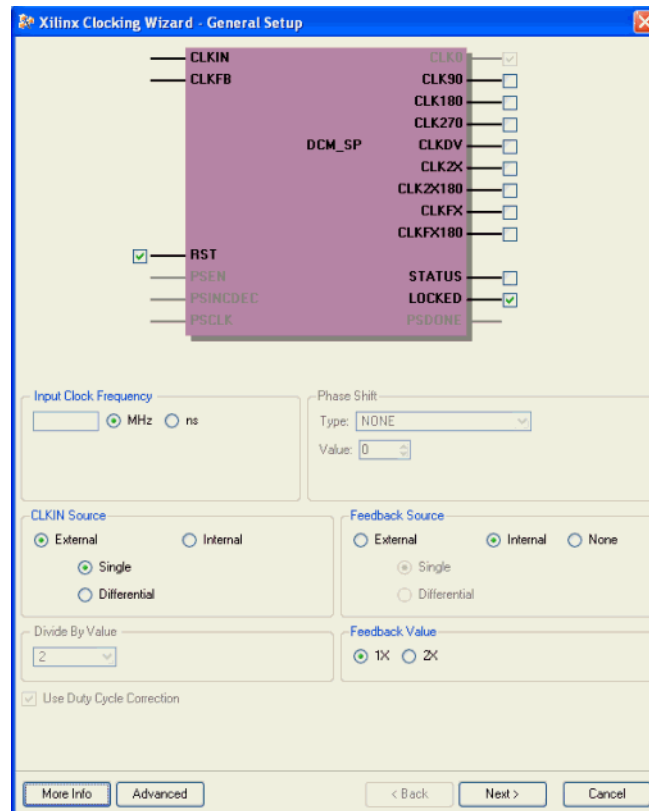 Xilinx Clocking Wizard - General Setup
CLKIN CLK0
CLKFB CLK90
CLK180
CLK270
DCM_SP CLKDV
CLK2X
CLK2X180
CLKFX
CLKFX180
RST
PSEN STATUS
PSINCDEC LOCKED
PSCLK PSDONE
Input Clock Frequency
MHz ns
Phase Shift
Type: NONE
Value: 0
CLKIN Source
External Internal
Single
Differential
Feedback Source
External Internal None
Single
Differential
Divide By Value
2
Feedback Value
1X 2X
Use Duty Cycle Correction
More Info Advanced < Back Next > Cancel